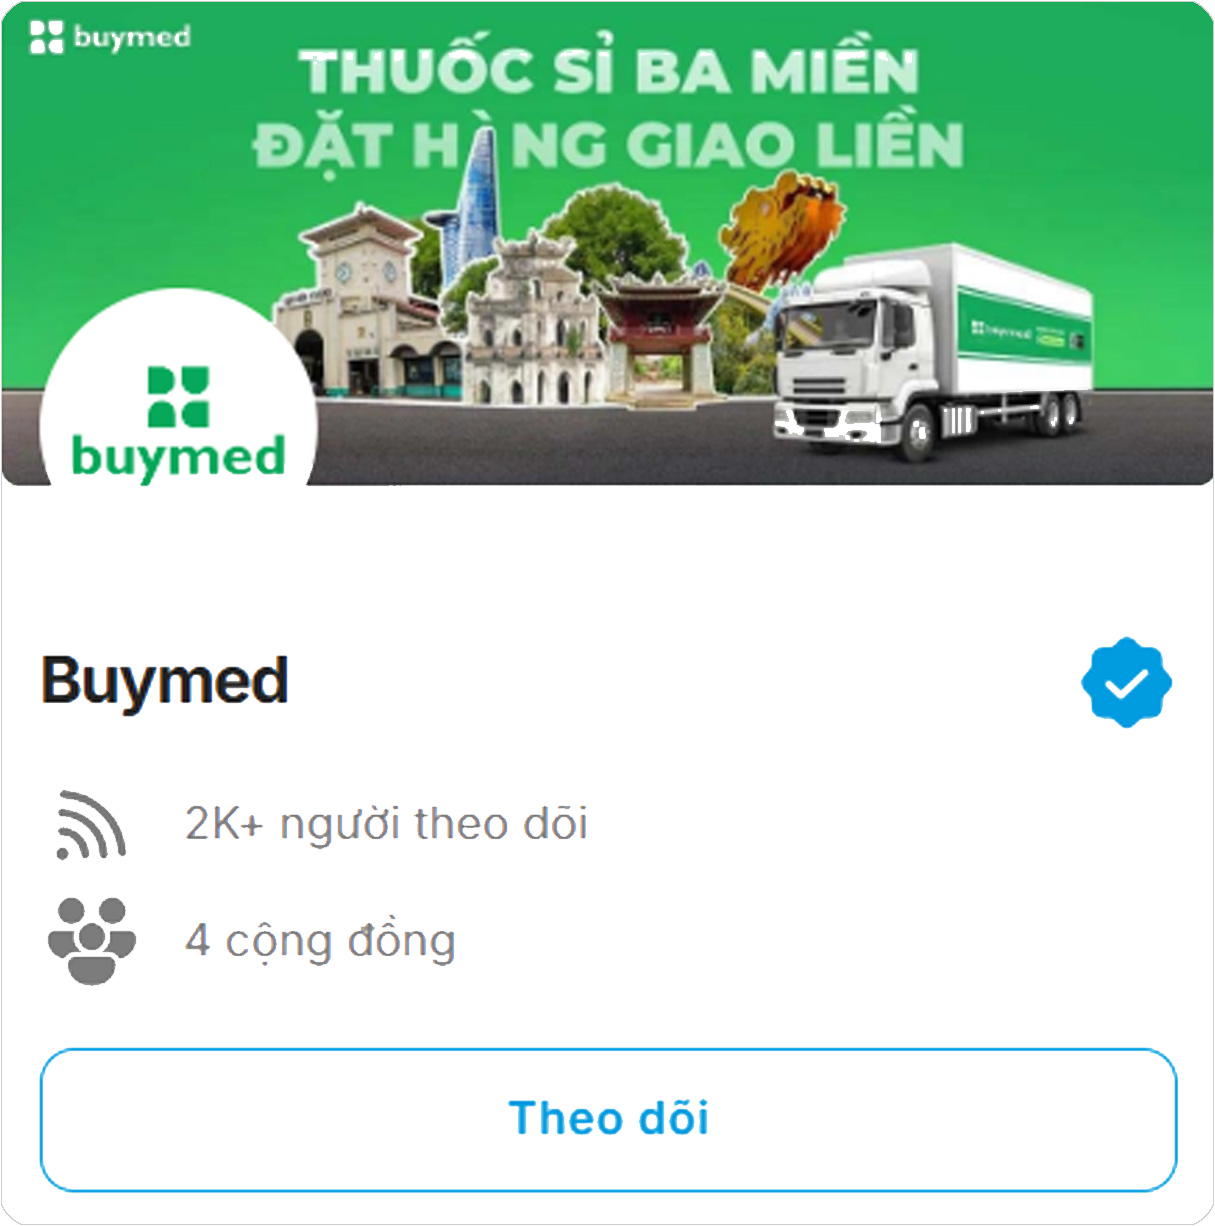 buymed
THUỐC SỈ BA MIỀN
ĐẶT HÀNG GIAO LIỀN
buymed
buymed
Buymed
2K+ người theo dõi
4 cộng đồng
Theo dõi